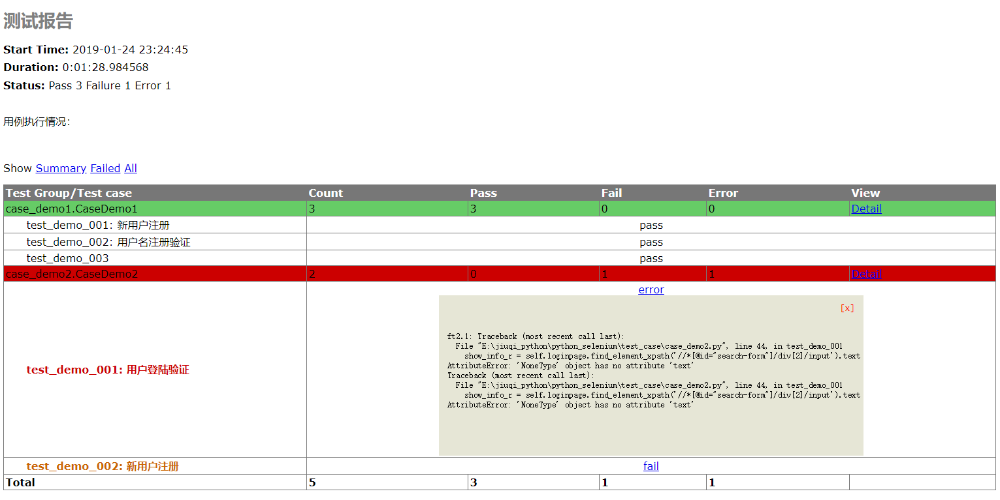 测试报告
Start Time: 2019-01-24 23:24:45
Duration: 0:01:28.984568
Status: Pass 3 Failure 1 Error 1
用例执行情况:
Show Summary Failed All
Test Group/Test case Count Pass Fail Error View
case_demo1.CaseDemo1 3 3 0 0 Detail
test_demo_001: 新用户注册 pass
test_demo_002: 用户名注册验证 pass
test_demo_003 pass
case_demo2.CaseDemo2 2 0 1 1 Detail
error
[x]
ft2.1: Traceback (most recent call last):
File "E:\jiuqi_python\python_selenium\test_case\case_demo2.py", line 44, in test_demo_001
show_info_r = self.loginpage.find_element_xpath('//*[@id="search-form"]/div[2]/input').text
AttributeError: 'NoneType' object has no attribute 'text'
Traceback (most recent call last):
File "E:\jiuqi_python\python_selenium\test_case\case_demo2.py", line 44, in test_demo_001
show_info_r = self.loginpage.find_element_xpath('//*[@id="search-form"]/div[2]/input').text
AttributeError: 'NoneType' object has no attribute 'text'
test_demo_001: 用户登陆验证
test_demo_002: 新用户注册 fail
Total 5 3 1 1